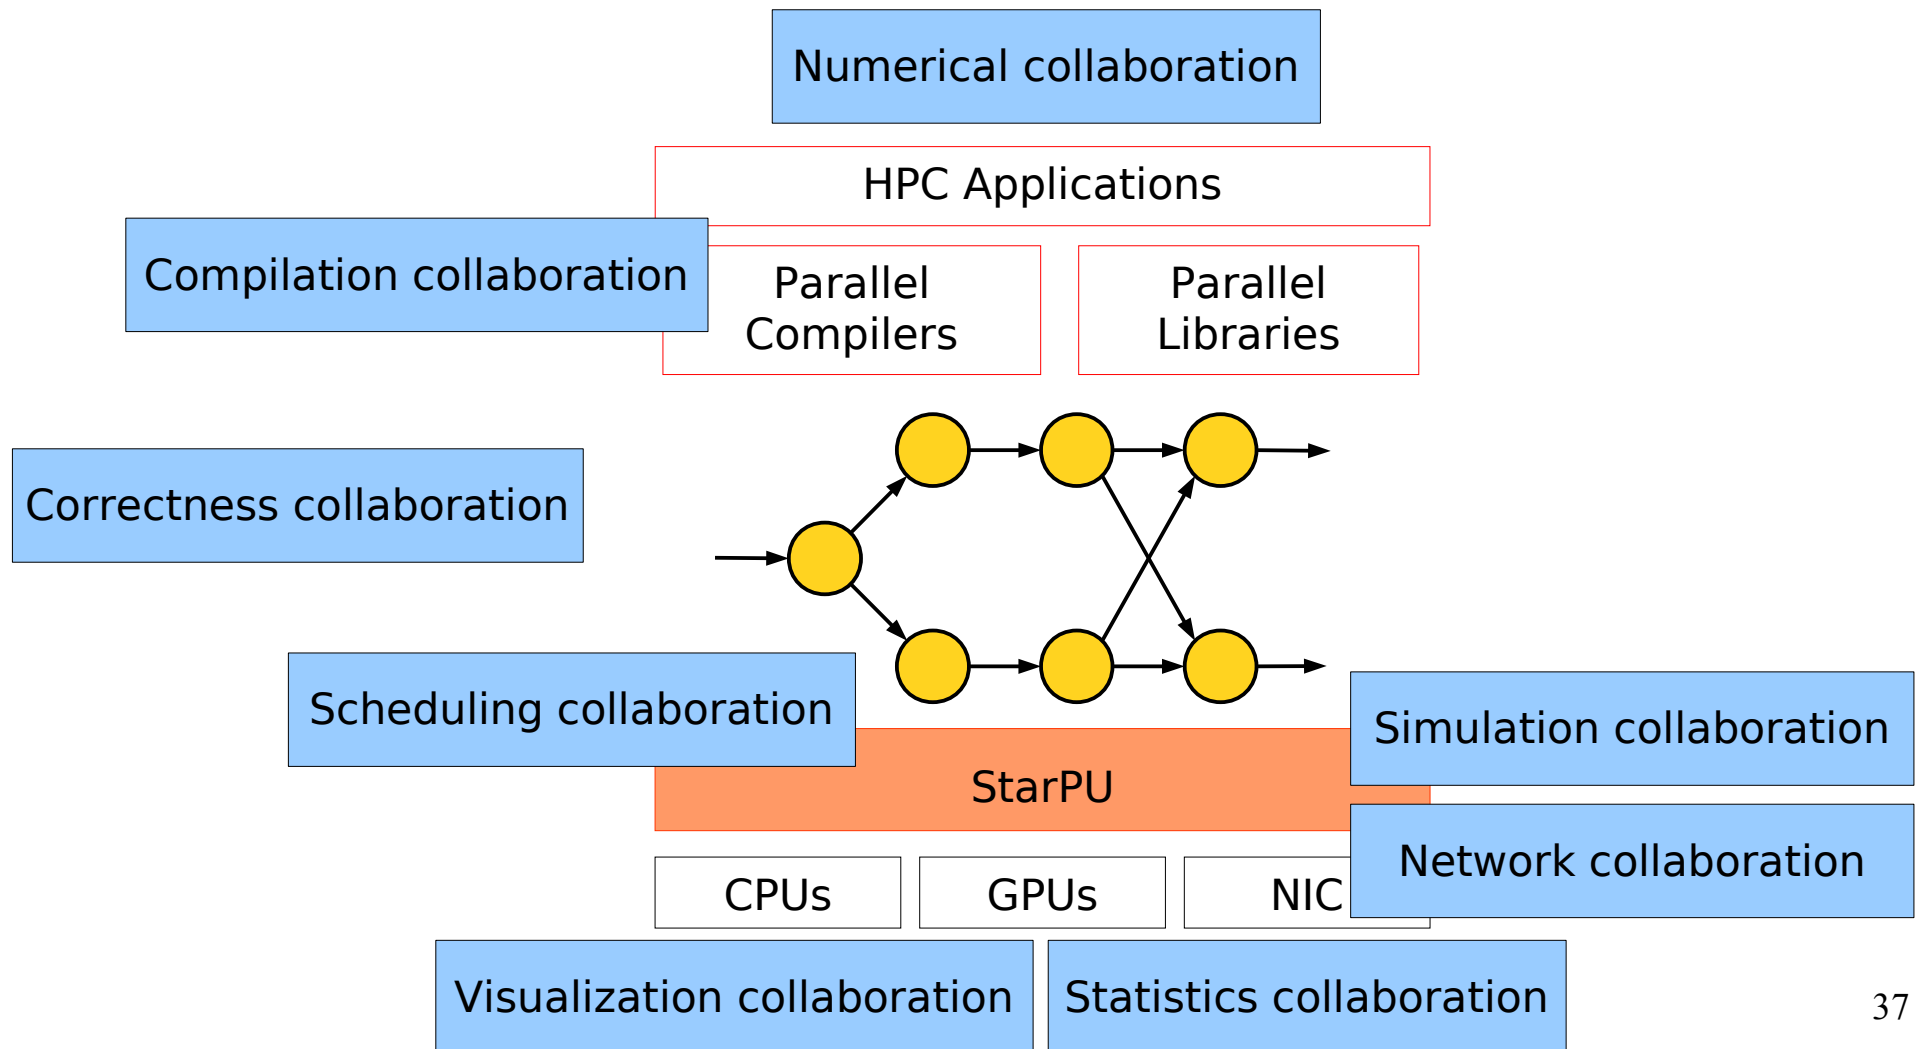 Numerical collaboration
HPC Applications
Compilation collaboration
Parallel
Compilers
Parallel
Libraries
Correctness collaboration
Scheduling collaboration
Simulation collaboration
StarPU
Network collaboration
CPUs
GPUs
NIC
Visualization collaboration
Statistics collaboration
37